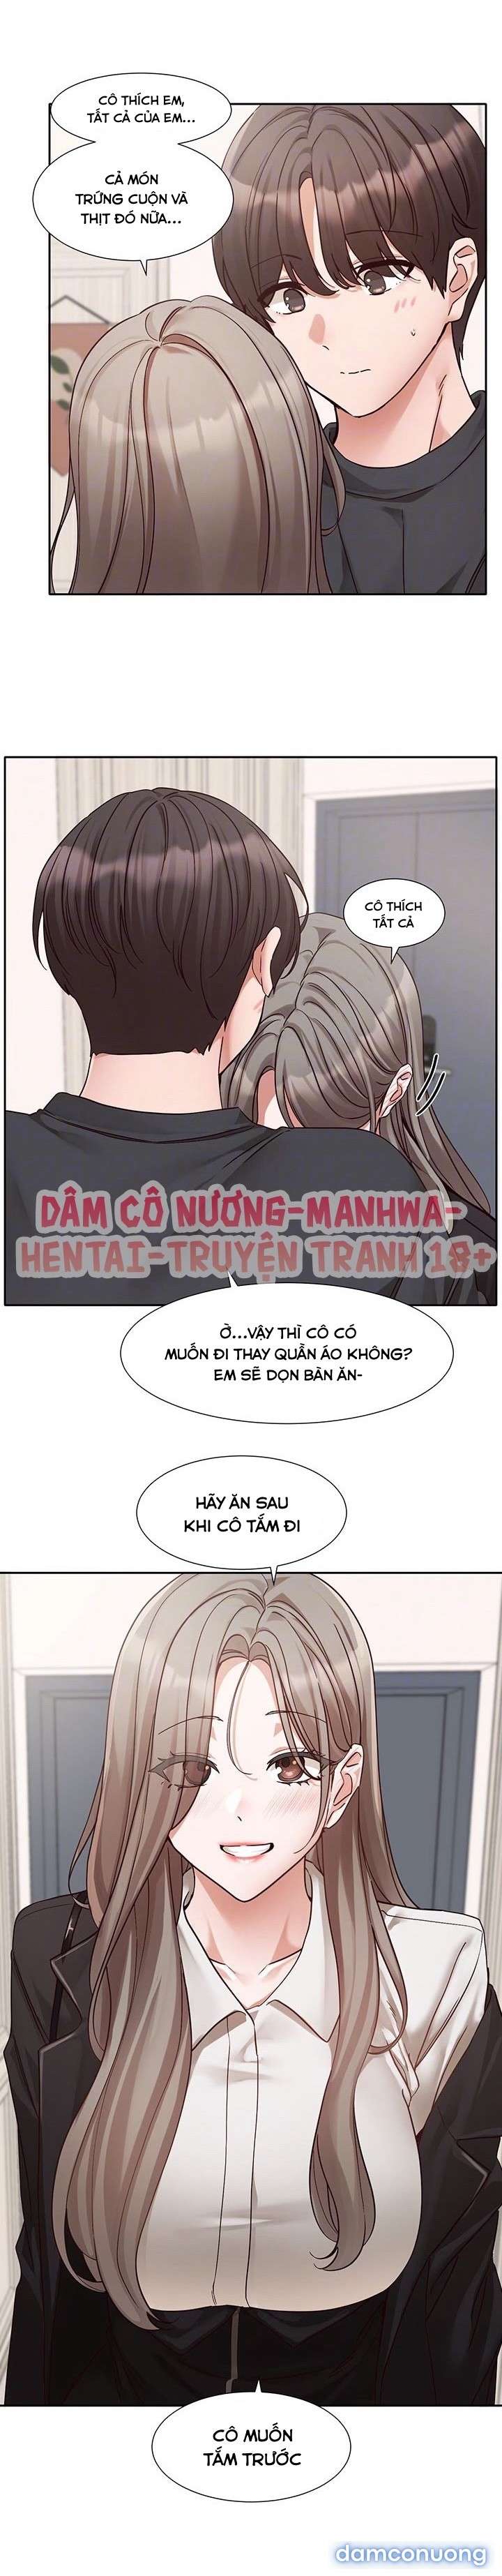 CÔ THÍCH EM,
TẤT CẢ CỦA EM...
CẢ MÓN
TRỨNG CUỘN VÀ
THỊT ĐÓ NỮA...
CÔ THÍCH
TẤT CẢ
DÂM CÔ NƯƠNG-MANHWA-
HENTAI-TRUYỆN TRANH 18+
Ờ...VẬY THÌ CÔ CÓ
MUỐN ĐI THAY QUẦN ÁO KHÔNG?
EM SẼ DỌN BÀN ĂN-
HÃY ĂN SAU
KHI CÔ TẮM ĐI
CÔ MUỐN
TẮM TRƯỚC
damconuong